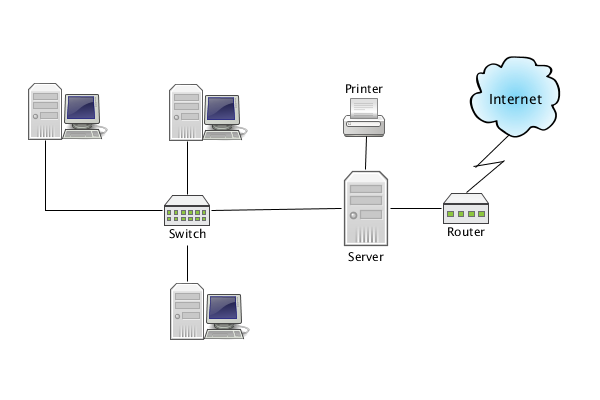 Printer
Internet
Switch
Router
Server